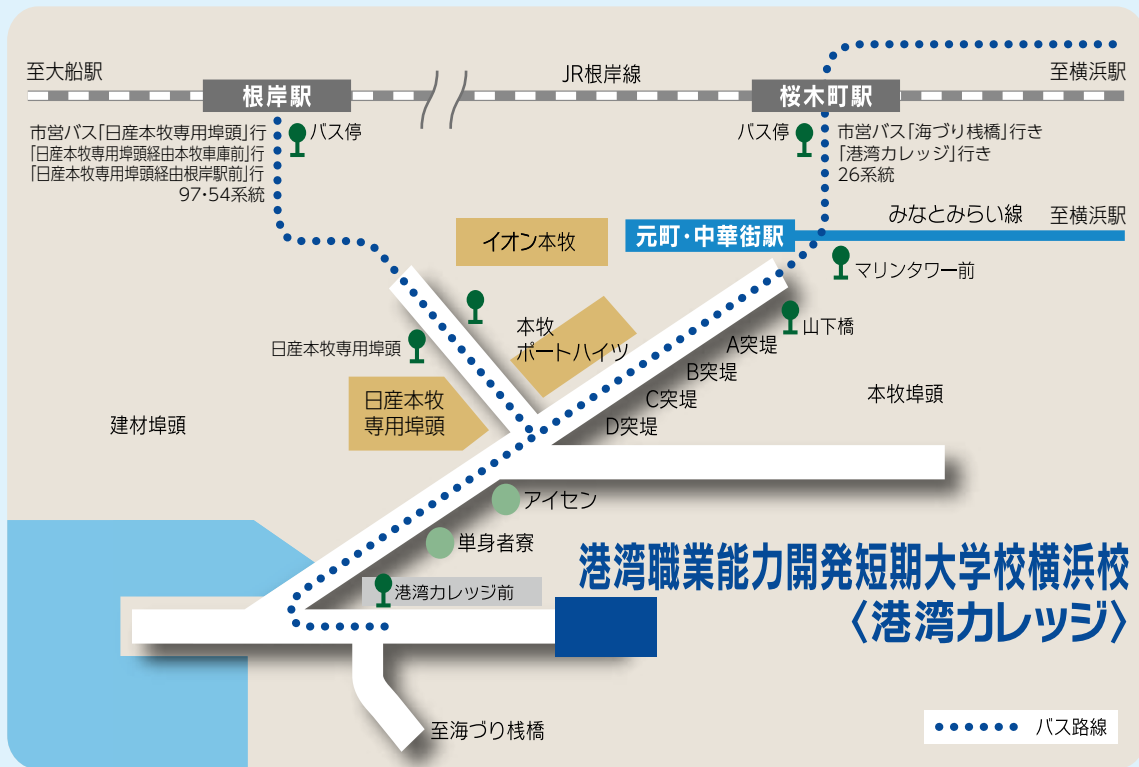 至大船駅
JR根岸線
至横浜駅
根岸駅
桜木町駅
市営バス「日産本牧専用埠頭」行
「日産本牧専用埠頭経由本牧車庫前」行
「日産本牧専用埠頭経由根岸駅前」行
97・54系統
バス停
バス停
市営バス「海づり桟橋」行き
「港湾カレッジ」行き
26系統
みなとみらい線
至横浜駅
イオン本牧
元町・中華街駅
マリンタワー前
本牧
ポートハイツ
山下橋
日産本牧専用埠頭
A突堤
B突堤
C突堤
D突堤
本牧埠頭
日産本牧
専用埠頭
建材埠頭
アイセン
単身者寮
港湾カレッジ前
港湾職業能力開発短期大学校横浜校
〈港湾カレッジ〉
至海づり桟橋
バス路線